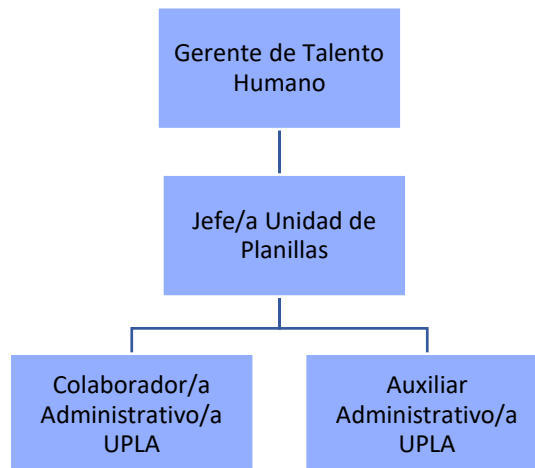 Gerente de Talento
Humano
Jefe/a Unidad de
Planillas
Colaborador/a
Administrativo/a
UPLA
Auxiliar
Administrativo/a
UPLA